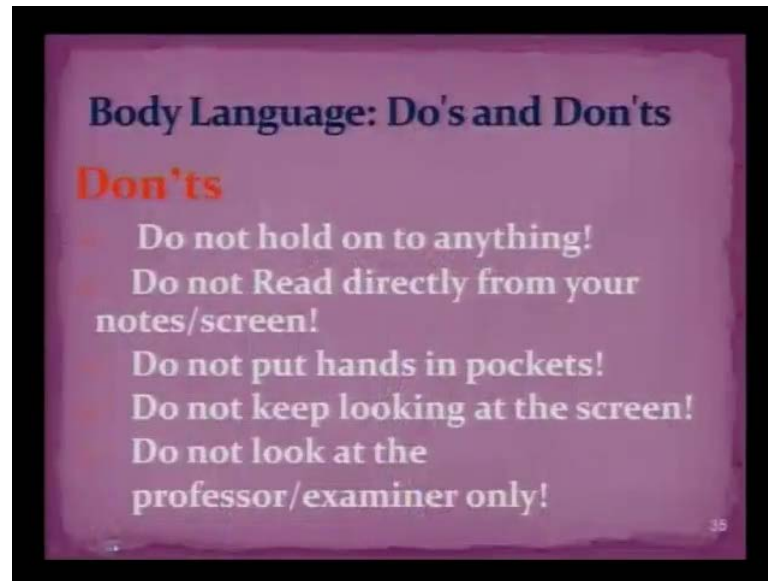 Body Language: Do's and Don'ts
Don'ts
Do not hold on to anything!
Do not Read directly from your
notes/screen!
Do not put hands in pockets!
Do not keep looking at the screen!
Do not look at the
professor/examiner only!
35